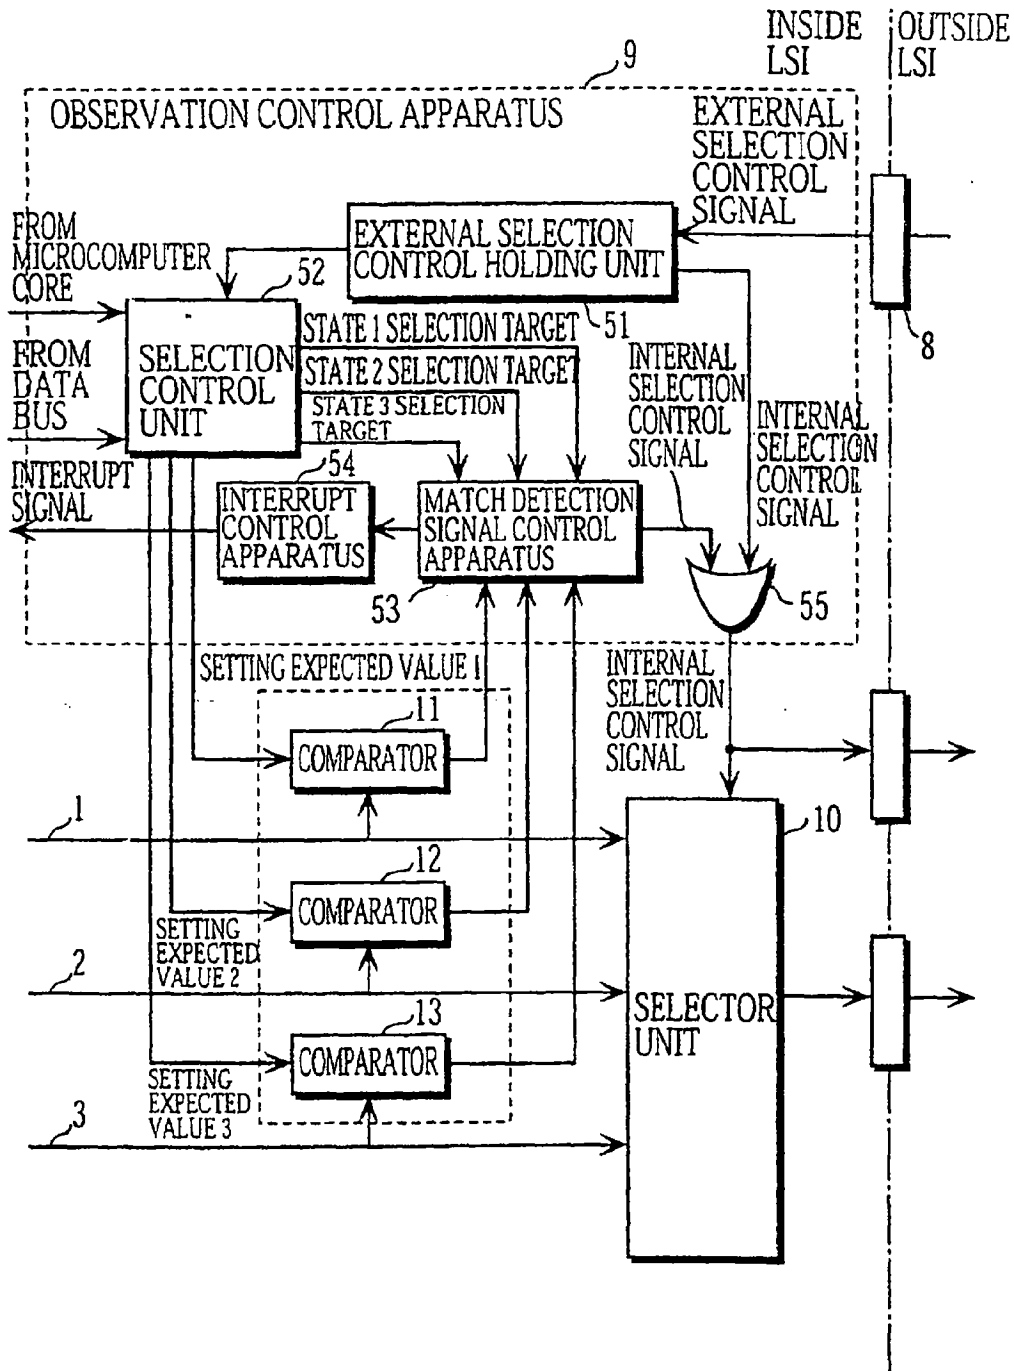 INSIDE
LSI
OUTSIDE
LSI
9
OBSERVATION CONTROL APPARATUS
EXTERNAL
SELECTION
CONTROL
SIGNAL
FROM
MICROCOMPUTER
CORE
52
EXTERNAL SELECTION
CONTROL HOLDING UNIT
51
8
SELECTION
CONTROL
UNIT
STATE 1 SELECTION TARGET
STATE 2 SELECTION TARGET
STATE 3 SELECTION
TARGET
FROM
DATA
BUS
INTERNAL
SELECTION
CONTROL
SIGNAL
INTERNAL
SELECTION
CONTROL
SIGNAL
INTERRUPT
SIGNAL
54
INTERRUPT
CONTROL
APPARATUS
MATCH DETECTION
SIGNAL CONTROL
APPARATUS
53
55
SETTING EXPECTED VALUE 1
INTERNAL
SELECTION
CONTROL
SIGNAL
11
COMPARATOR
1
10
12
COMPARATOR
SETTING
EXPECTED
VALUE 2
2
13
COMPARATOR
SELECTOR
UNIT
SETTING
EXPECTED
VALUE 3
3